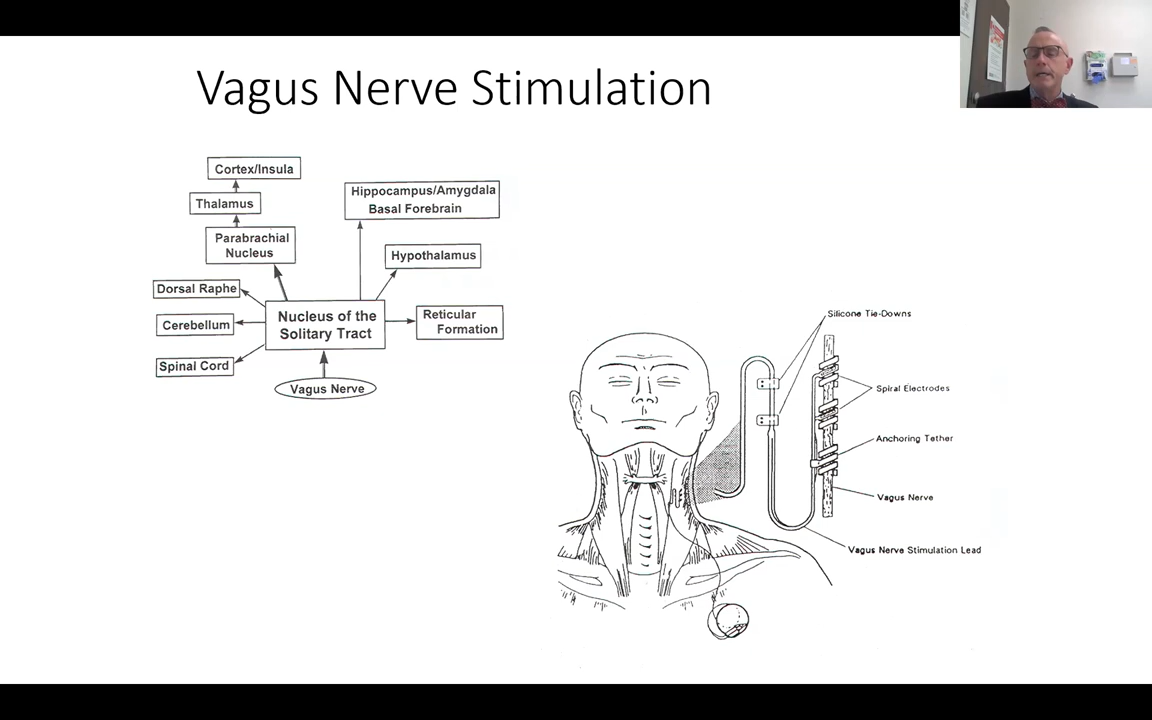 Vagus Nerve Stimulation
Cortex/Insula
Thalamus
Parabrachial
Nucleus
Hippocampus/Amygdala
Basal Forebrain
Hypothalamus
Dorsal Raphe
Cerebellum
Spinal Cord
Nucleus of the
Solitary Tract
Reticular
Formation
Vagus Nerve
Silicone Tie-Downs
Spiral Electrodes
Anchoring Tether
Vagus Nerve
Vagus Nerve Stimulation Lead